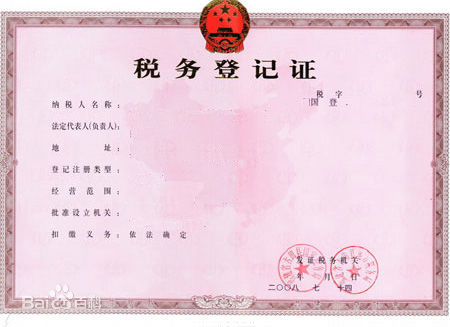 税务登记证
税字 号
国登
纳税人名称：
法定代表人(负责人)：
地 址：
登记注册类型：
经营范围：
批准设立机关：
扣缴义务：依法确定
发证税务机关
年 月 日
二〇〇八 七 十四
Bai 百科